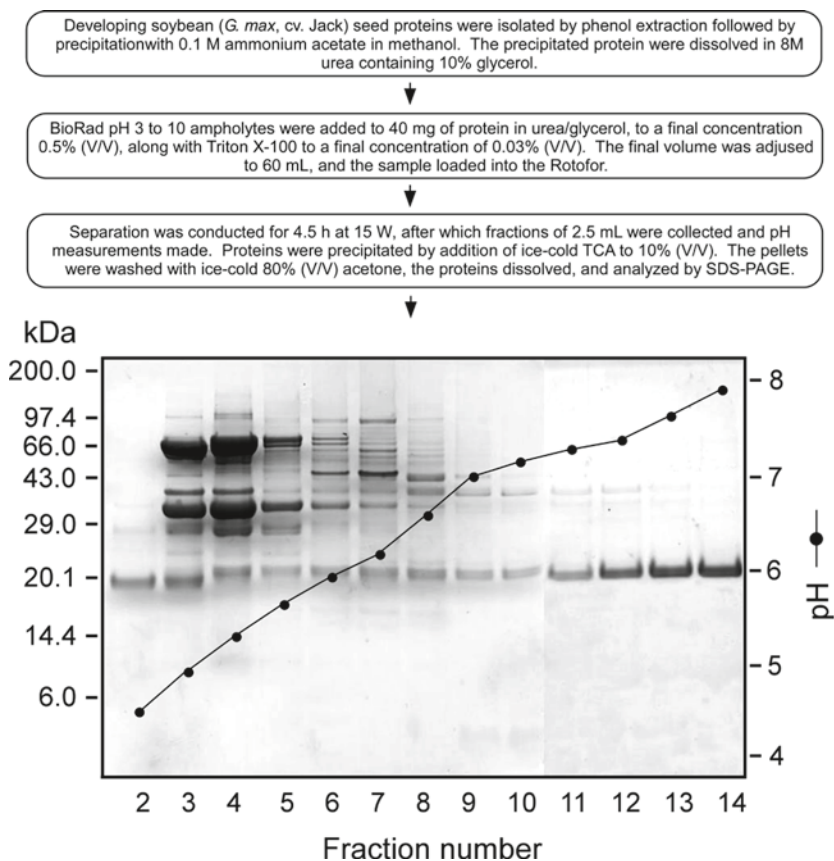 Developing soybean (G. max, cv. Jack) seed proteins were isolated by phenol extraction followed by
precipitationwith 0.1 M ammonium acetate in methanol. The precipitated protein were dissolved in 8M
urea containing 10% glycerol.
BioRad pH 3 to 10 ampholytes were added to 40 mg of protein in urea/glycerol, to a final concentration
0.5% (V/V), along with Triton X-100 to a final concentration of 0.03% (V/V). The final volume was adjused
to 60 mL, and the sample loaded into the Rotofor.
Separation was conducted for 4.5 h at 15 W, after which fractions of 2.5 mL were collected and pH
measurements made. Proteins were precipitated by addition of ice-cold TCA to 10% (V/V). The pellets
were washed with ice-cold 80% (V/V) acetone, the proteins dissolved, and analyzed by SDS-PAGE.
kDa
200.0
97.4
66.0
43.0
29.0
20.1
14.4
6.0
8
7
6
5
4
pH
2 3 4 5 6 7 8 9 10 11 12 13 14
Fraction number